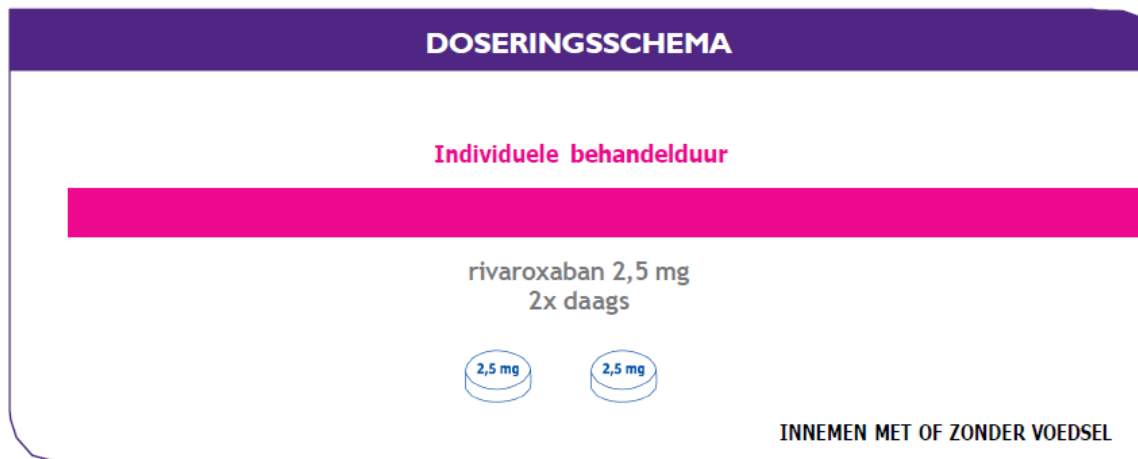 DOSERINGSSCHEMA
Individuele behandelduur
rivaroxaban 2,5 mg
2x daags
2,5 mg 2,5 mg
INNEMEN MET OF ZONDER VOEDSEL